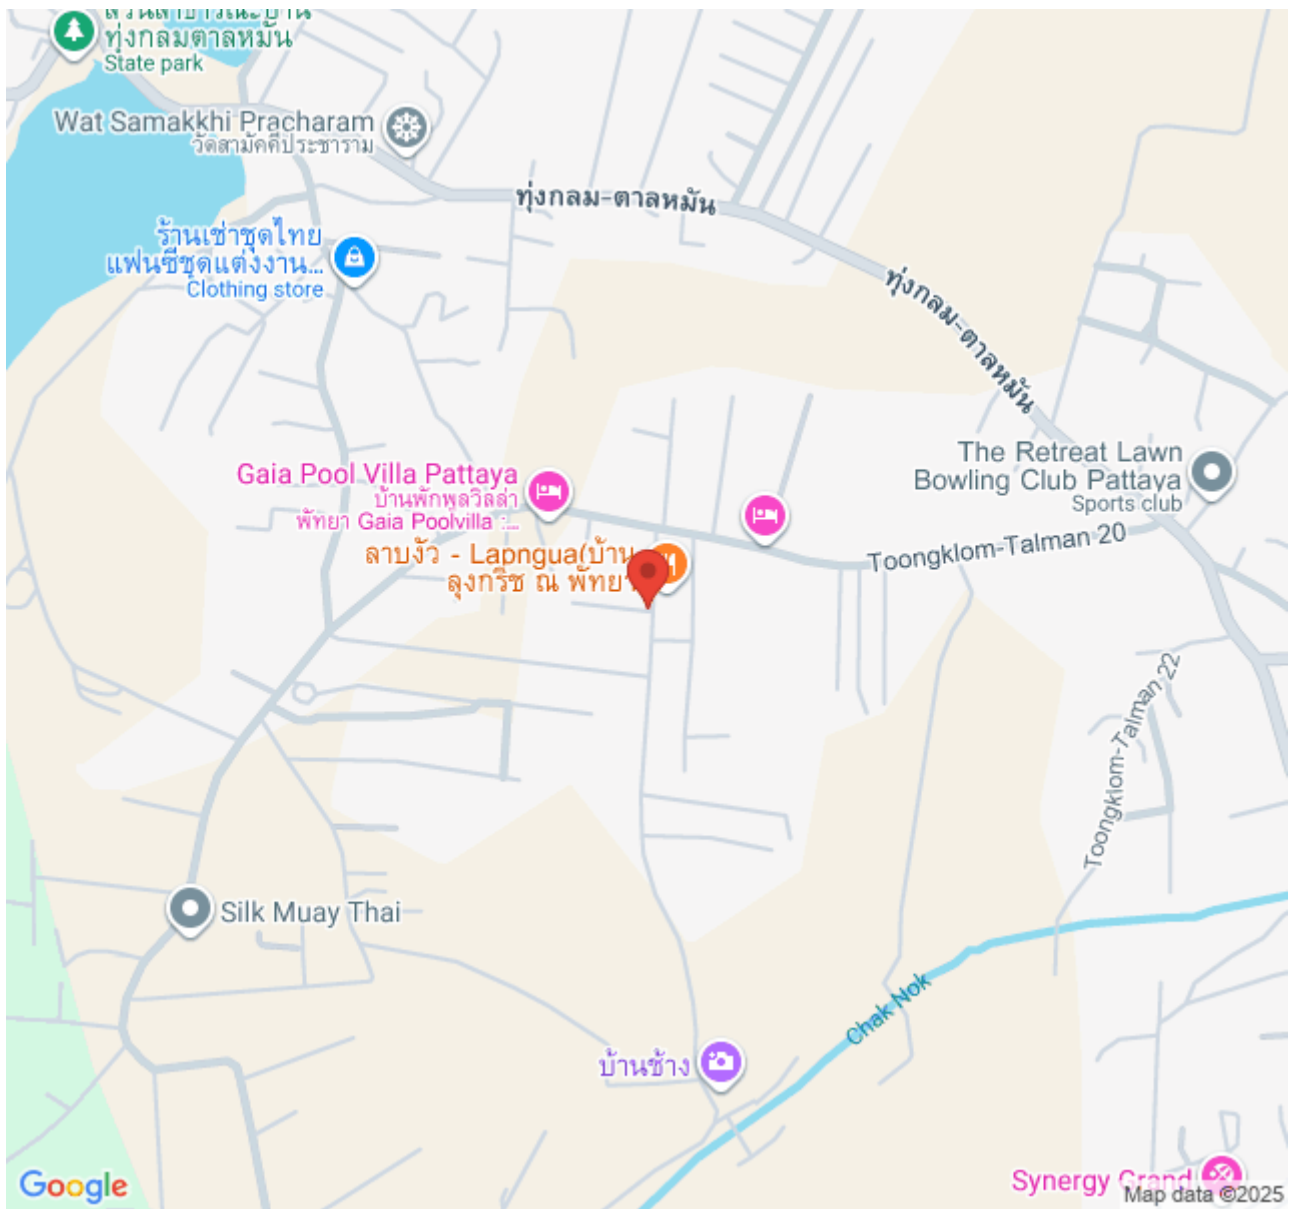 ทุ่งกลมตาลหมัน
State park
Wat Samakkhi Pracharam
วัดสามัคคีประชาราม
ทุ่งกลม-ตาลหมัน
ร้านเช่าชุดไทย
แฟนซีชุดแต่งงาน...
Clothing store
ทุ่งกลม-ตาลหมัน
The Retreat Lawn
Bowling Club Pattaya
Sports club
Gaia Pool Villa Pattaya
บ้านพักพูลวิลล่า
พัทยา Gaia Poolvilla :...
Toongklom-Talman 20
ลาบงัว - Lapngua(บ้าน
ลุงกรีช ณ พัทยา
Toongklom-Talman 22
Silk Muay Thai
Chak Nok
บ้านช้าง
Synergy Grand
Google
Map data ©2025